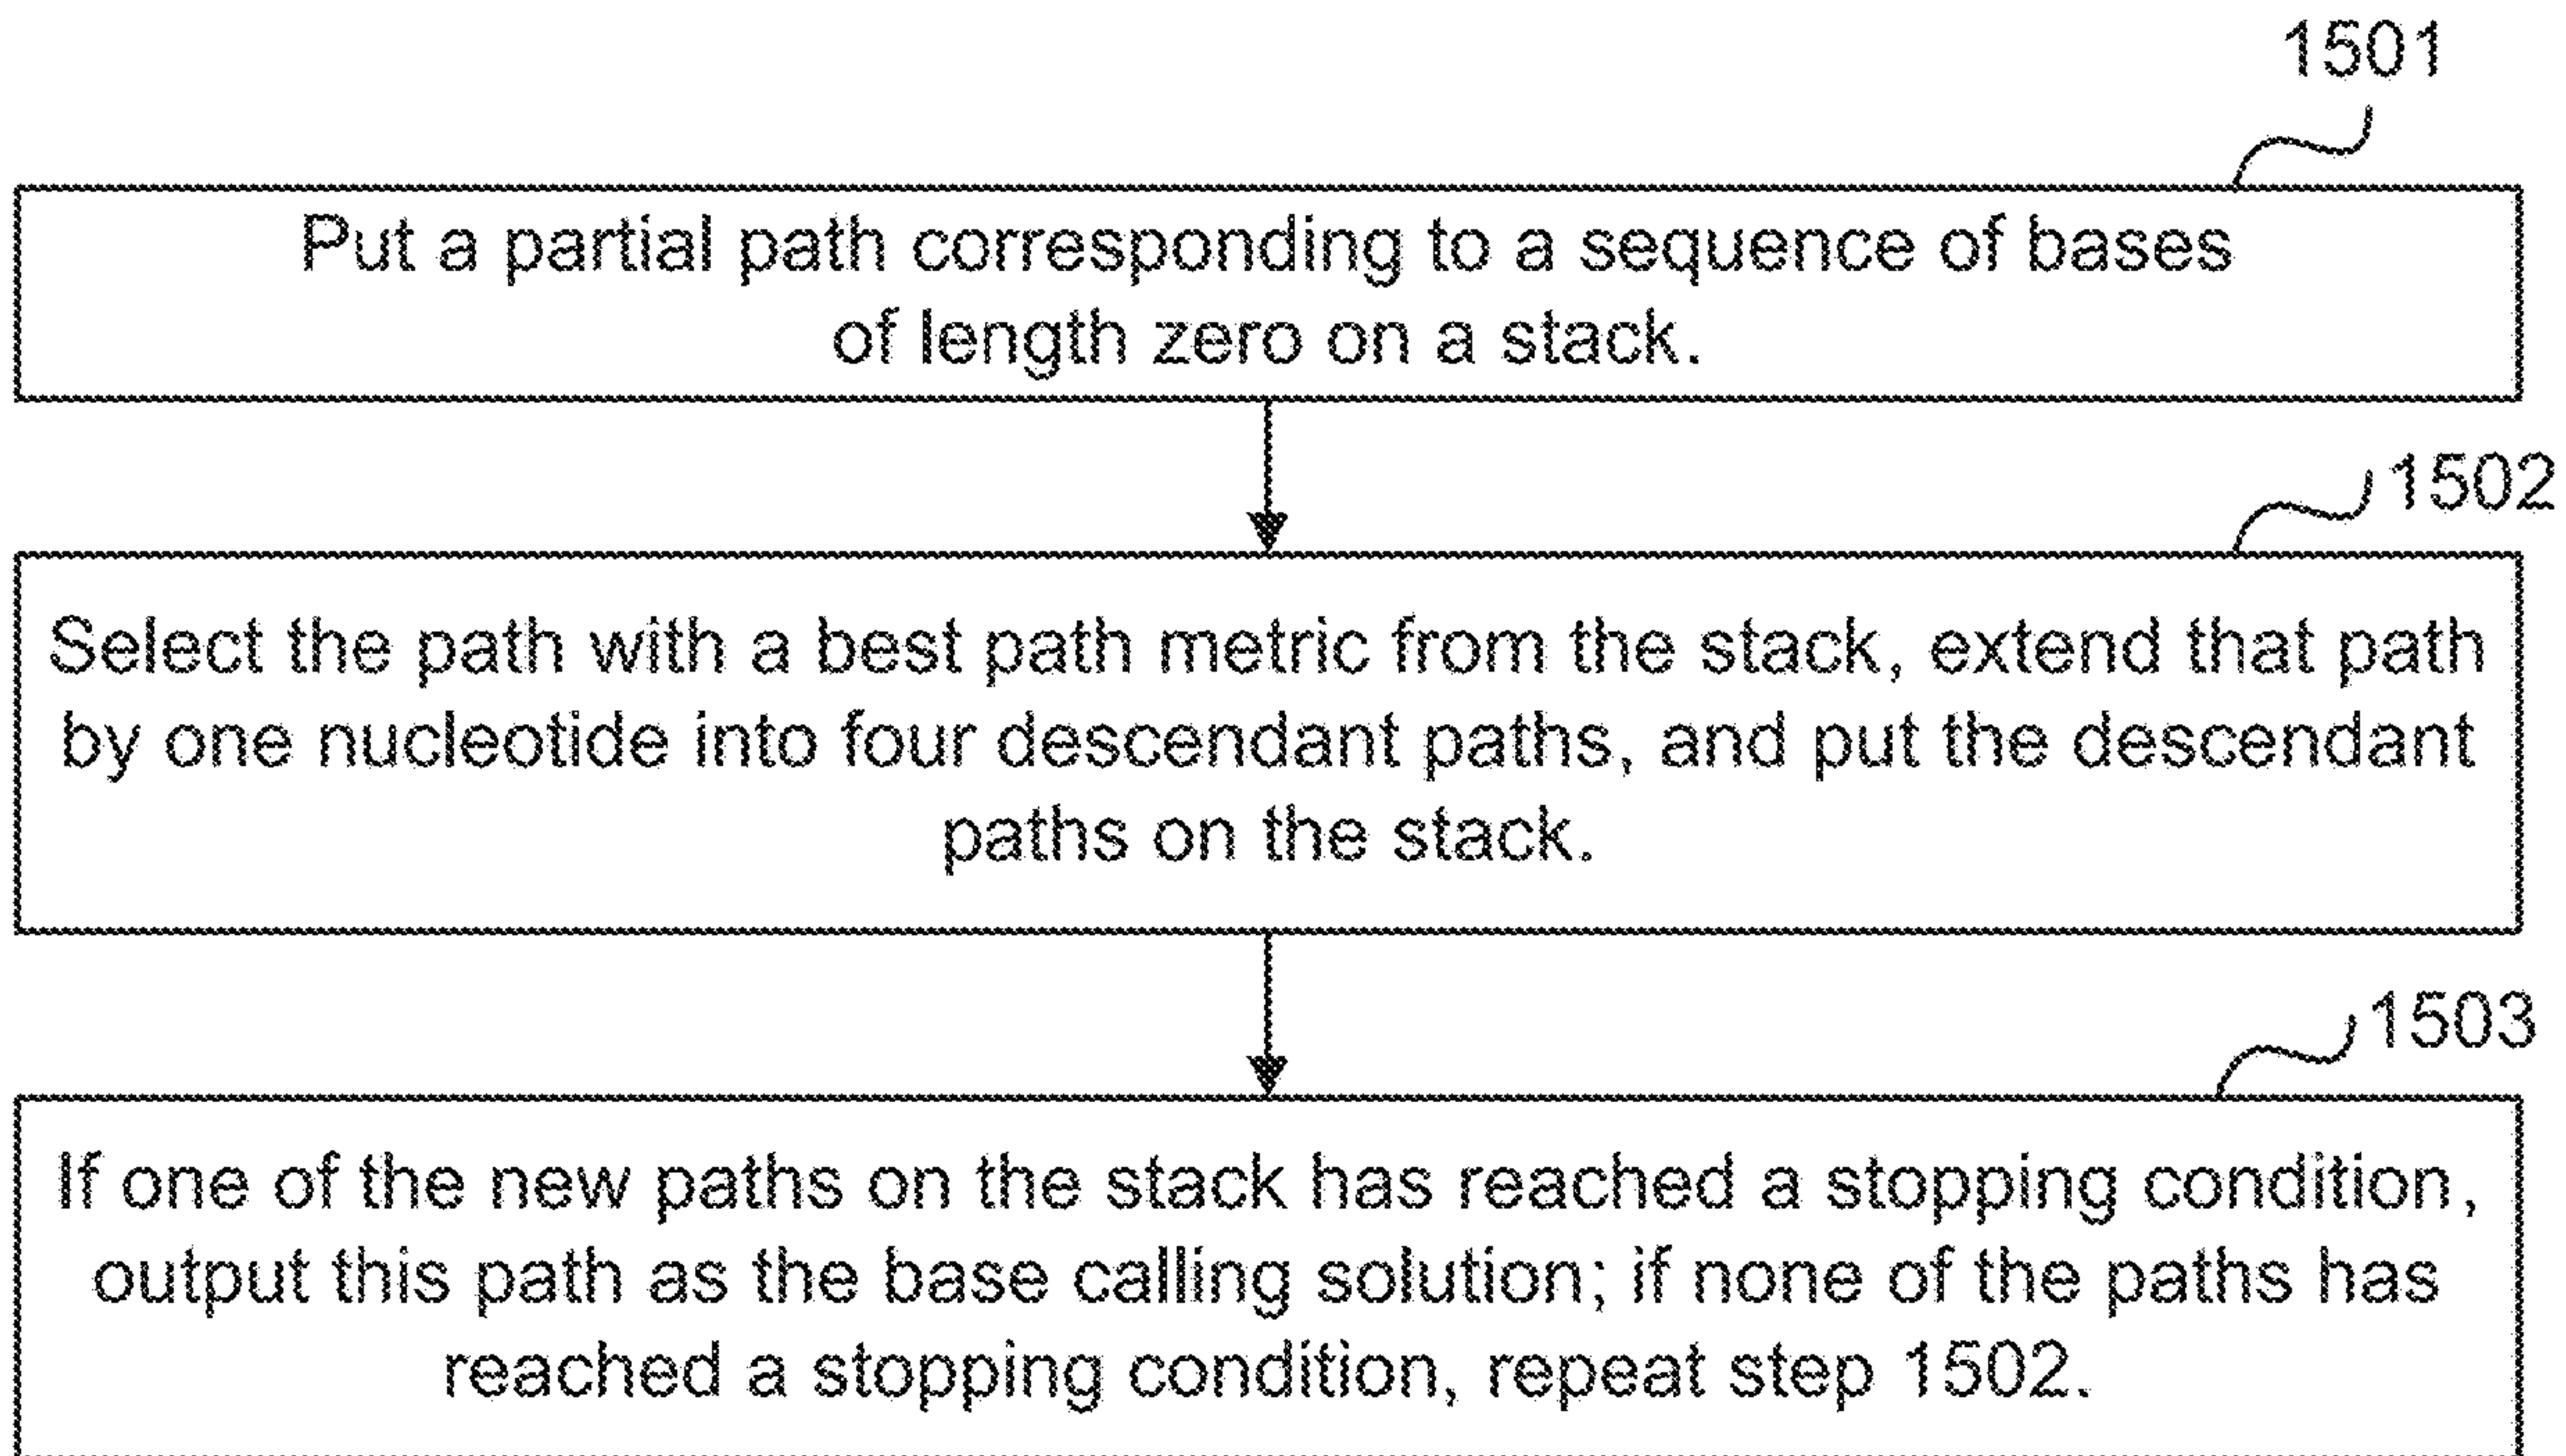 1501
Put a partial path corresponding to a sequence of bases
of length zero on a stack.
1502
Select the path with a best path metric from the stack, extend that path
by one nucleotide into four descendant paths, and put the descendant
paths on the stack.
1503
If one of the new paths on the stack has reached a stopping condition,
output this path as the base calling solution; if none of the paths has
reached a stopping condition, repeat step 1502.